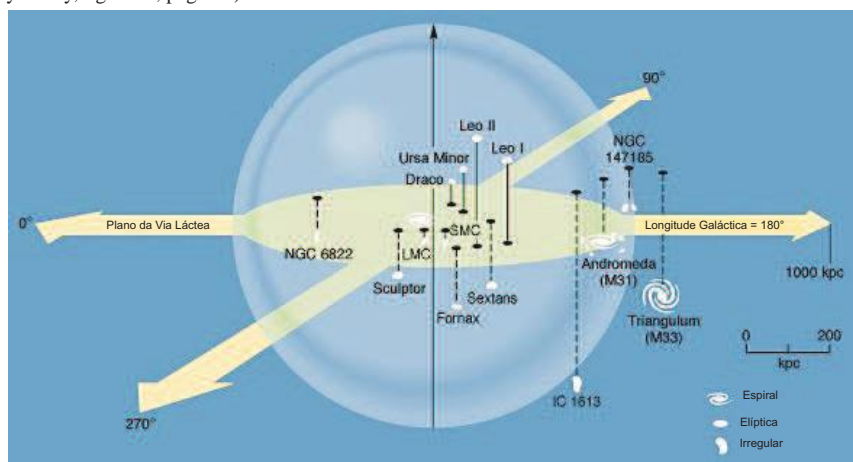 90°
Leo II
NGC
147185
Ursa Minor
Leo I
Draco
0°
Plano da Via Láctea
SMC
Longitude Galáctica = 180°
NGC 6822
LMC
Andromeda
(M31)
1000 kpc
Sculptor
Sextans
Fornax
Triangulum
(M33)
0
200
kpc
IC 1613
270°
Espiral
Elíptica
Irregular